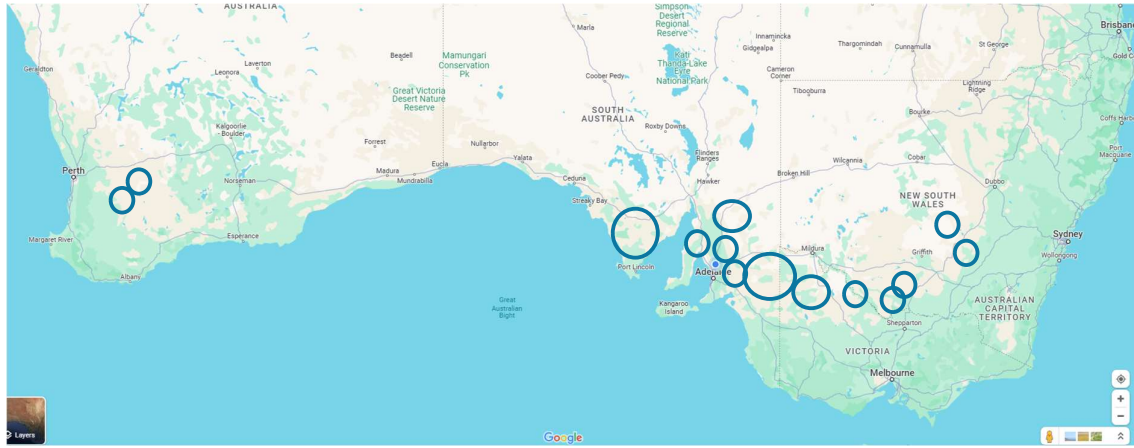 AUSTRALIA
Simpson
Desert
Regional
Reserve
Marla
Brisban
Innamincka
Gidgealpa
Thargomindah
Cunnamulla
St George
Gold C
Geraldton
Leonora
Laverton
Beadell
Mamungari
Conservation
Pk
Kati
Thanda-Lake
Eyre
National Park
Coober Pedy
Cameron
Corner
Tibooburra
Lightning
Ridge
Great Victoria
Desert Nature
Reserve
SOUTH
AUSTRALIA
Roxby Downs
Bourke
Coffs Harb
Kalgoorlie
- Boulder
Forrest
Nullarbor
Yalata
Flinders
Ranges
Wilcannia
Cobar
Port
Macquarie
Perth
Norseman
Madura
Mundrabilla
Eucla
Ceduna
Hawker
Broken Hill
Dubbo
Streaky Bay
NEW SOUTH
WALES
Margaret River
Esperance
Mildura
Griffith
Sydney
Wollongong
Albany
Port Lincoln
Adelaide
Great
Australian
Bight
Kangaroo
Island
AUSTRALIAN
CAPITAL
TERRITORY
Shepparton
VICTORIA
Melbourne
Layers
Google